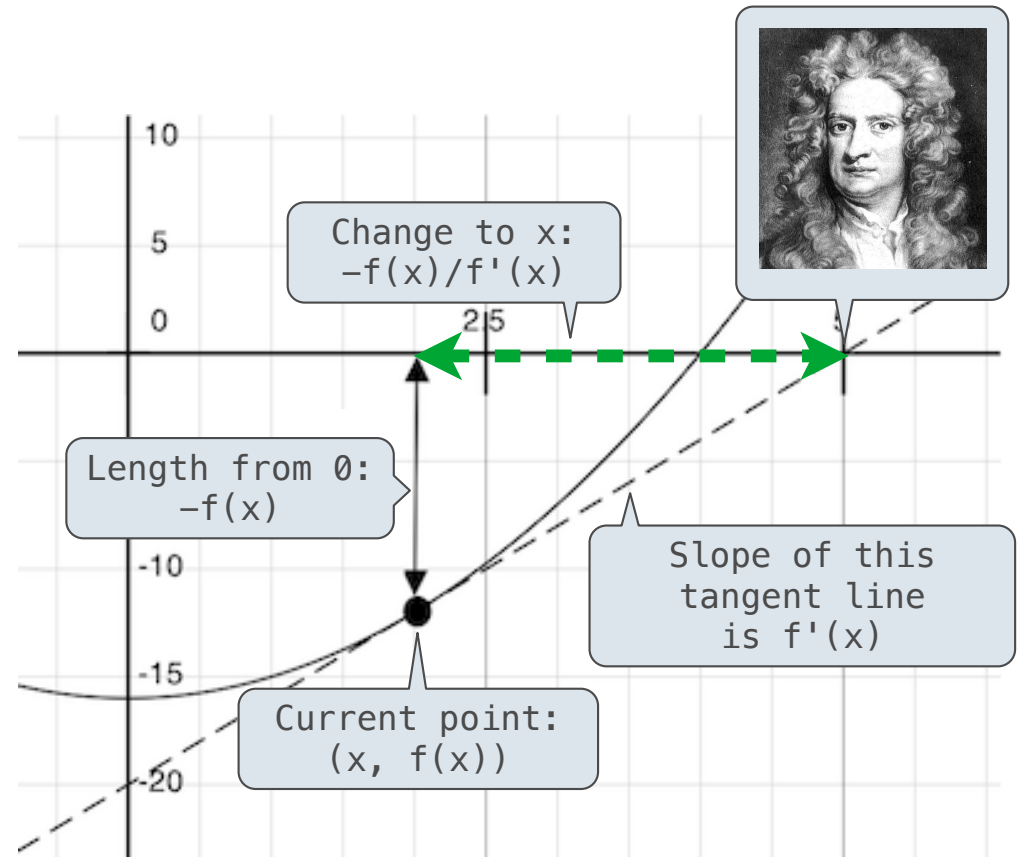 10
Change to x:
−f(x)/f'(x)
5
0
2.5
Length from 0:
−f(x)
Slope of this
tangent line
is f'(x)
-10
-15
Current point:
(x, f(x))
-20